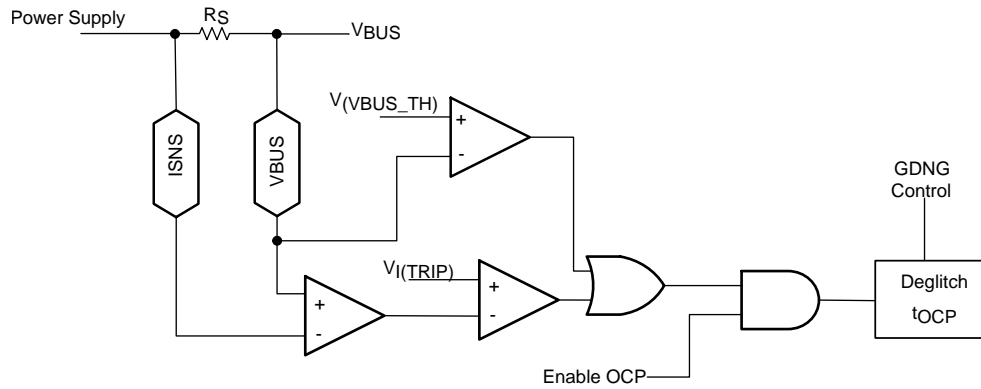 Power Supply
RS
VBUS
V(VBUS_TH)
+
-
ISNS
VBUS
GDNG
Control
VI(TRIP)
+
-
+
-
Deglitch
tOCP
Enable OCP